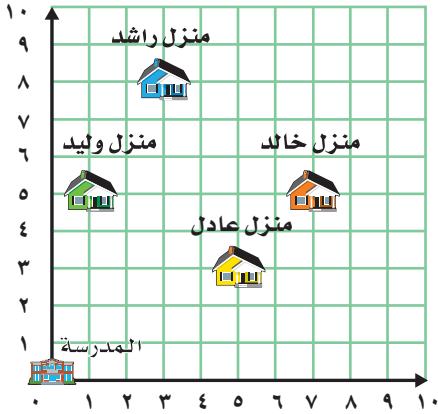 ١٠
٩
منزل راشد
٨
٧
منزل خالد
منزل وليد
٦
٥
منزل عادل
٤
٣
٢
المدرسة
١
٠ ١ ٢ ٣ ٤ ٥ ٦ ٧ ٨ ٩ ١٠